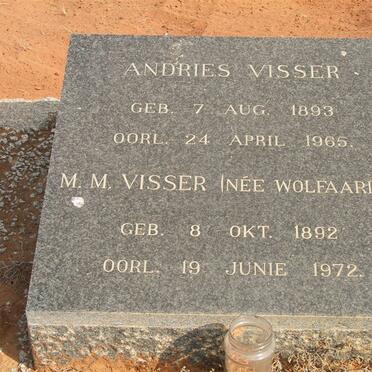 ANDRIES VISSER
GEB. 7 AUG. 1893
OORL. 24 APRIL 1965.
M. M. VISSER (NÉE
GEB. 8 OKT. 1892
OORL. 19 JUNIE 1972.